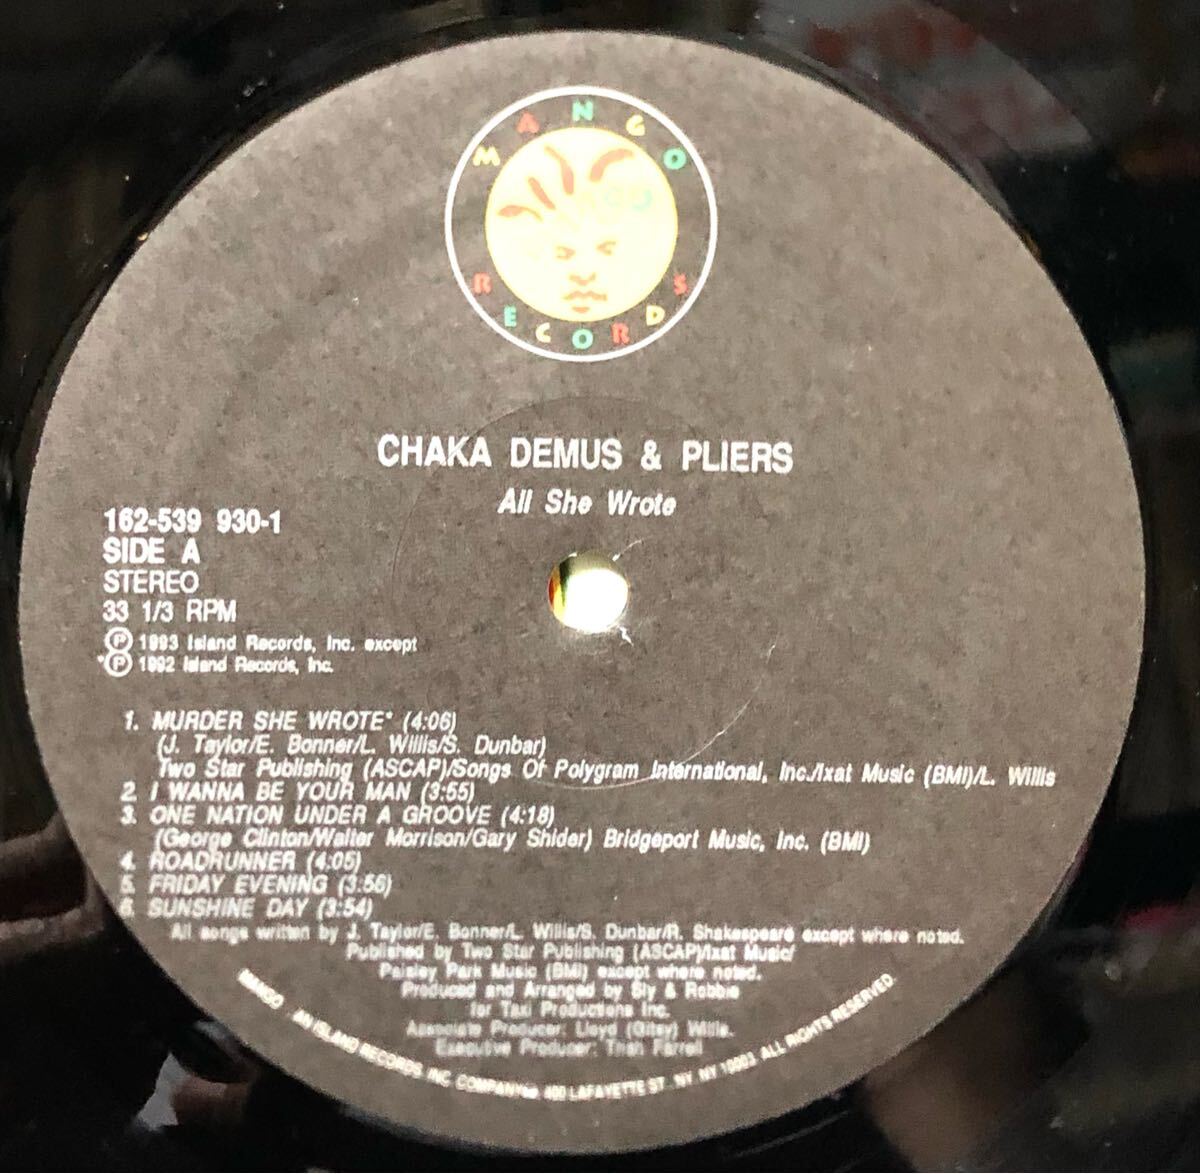 MANGO
RECORDS
CHAKA DEMUS & PLIERS
All She Wrote
162-539 930-1
SIDE A
STEREO
33 1/3 RPM
℗ 1993 Island Records, Inc. except
*℗ 1992 Island Records, Inc.
1. MURDER SHE WROTE* (4:06)
(J. Taylor/E. Bonner/L. Willis/S. Dunbar)
Two Star Publishing (ASCAP)/Songs Of Polygram International, Inc./Ixat Music (BMI)/L. Willis
2. I WANNA BE YOUR MAN (3:55)
3. ONE NATION UNDER A GROOVE (4:18)
(George Clinton/Walter Morrison/Gary Shider) Bridgeport Music, Inc. (BMI)
4. ROADRUNNER (4:05)
5. FRIDAY EVENING (3:56)
6. SUNSHINE DAY (3:54)
All songs written by J. Taylor/E. Bonner/L. Willis/S. Dunbar/R. Shakespeare except where noted.
Published by Two Star Publishing (ASCAP)/Ixat Music/
Paisley Park Music (BMI) except where noted.
Produced and Arranged by Sly & Robbie
for Taxi Productions Inc.
Associate Producer: Lloyd (Gitsy) Willis.
Executive Producer: Trish Farrell
MANGO AN ISLAND RECORDS, INC. COMPANY 400 LAFAYETTE ST. NY, NY 10003. ALL RIGHTS RESERVED.